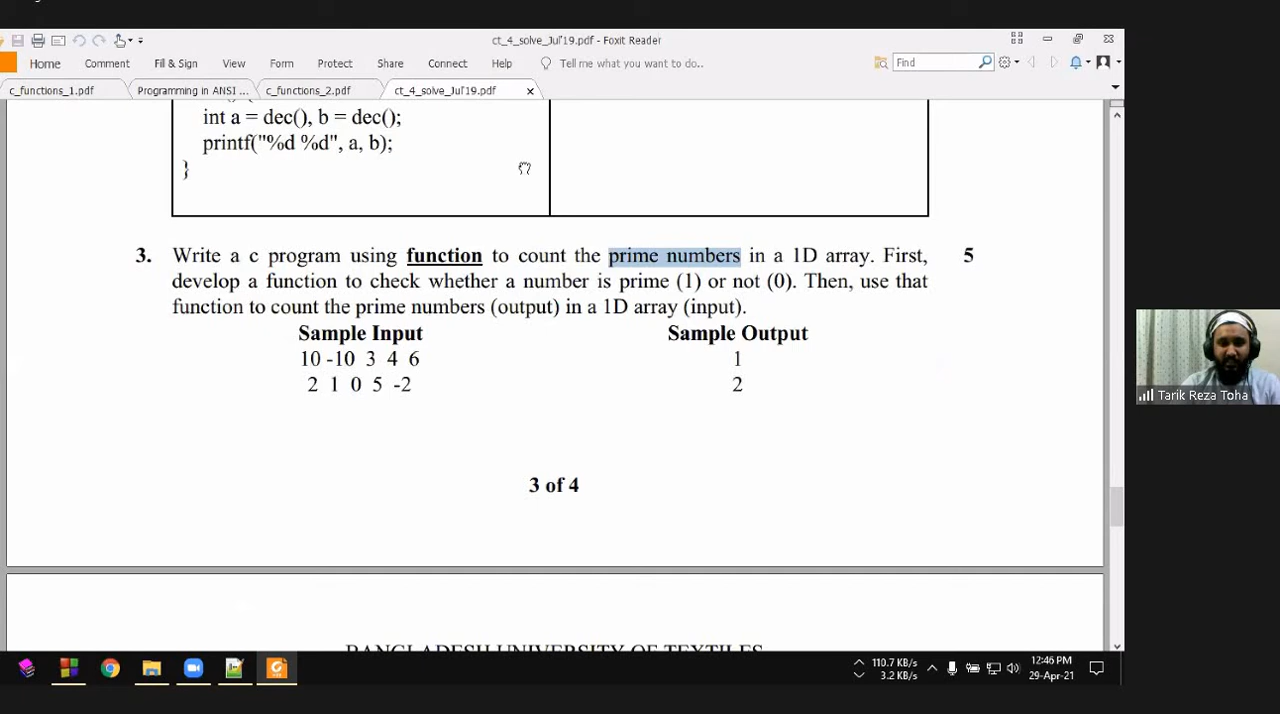 ct_4_solve_Jul'19.pdf - Foxit Reader
Home Comment Fill & Sign View Form Protect Share Connect Help Tell me what you want to do.. Find
c_functions_1.pdf Programming in ANSI ... c_functions_2.pdf ct_4_solve_Jul'19.pdf
int a = dec(), b = dec();
printf("%d %d", a, b);
}
3. Write a c program using function to count the prime numbers in a 1D array. First, 5
develop a function to check whether a number is prime (1) or not (0). Then, use that
function to count the prime numbers (output) in a 1D array (input).
Sample Input Sample Output
10 -10 3 4 6 1
2 1 0 5 -2 2
3 of 4
BANGLADESH UNIVERSITY OF TEXTILES
Tarik Reza Toha
110.7 KB/s
3.2 KB/s
12:46 PM
29-Apr-21